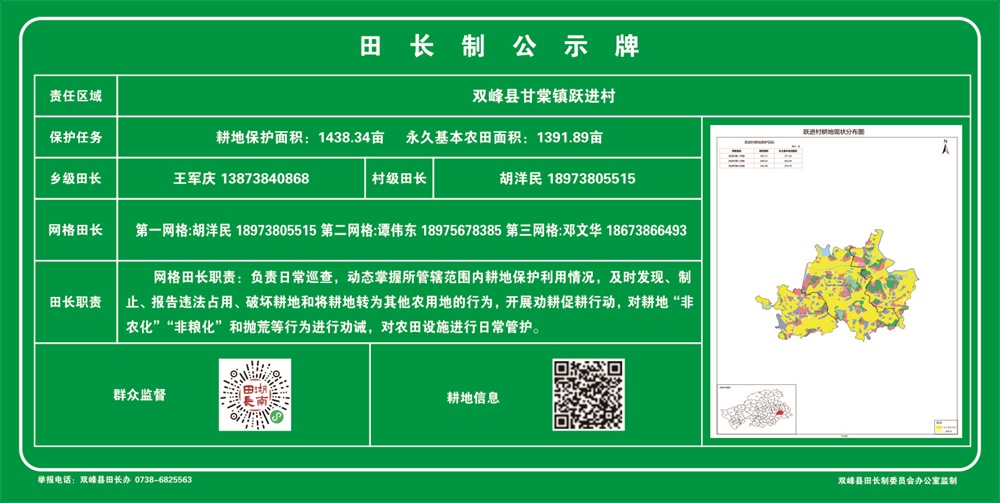 田长制公示牌
责任区域
双峰县甘棠镇跃进村
保护任务
耕地保护面积：1438.34亩 永久基本农田面积：1391.89亩
乡级田长
王军庆 13873840868
村级田长
胡洋民 18973805515
网格田长
第一网格:胡洋民 18973805515 第二网格:谭伟东 18975678385 第三网格:邓文华 18673866493
田长职责
网格田长职责：负责日常巡查，动态掌握所管辖范围内耕地保护利用情况，及时发现、制
止、报告违法占用、破坏耕地和将耕地转为其他农用地的行为，开展劝耕促耕行动，对耕地“非
农化”“非粮化”和抛荒等行为进行劝诫，对农田设施进行日常管护。
群众监督
湖南
田长
耕地信息
跃进村耕地现状分布图
N
举报电话：双峰县田长办 0738-6825563
双峰县田长制委员会办公室监制